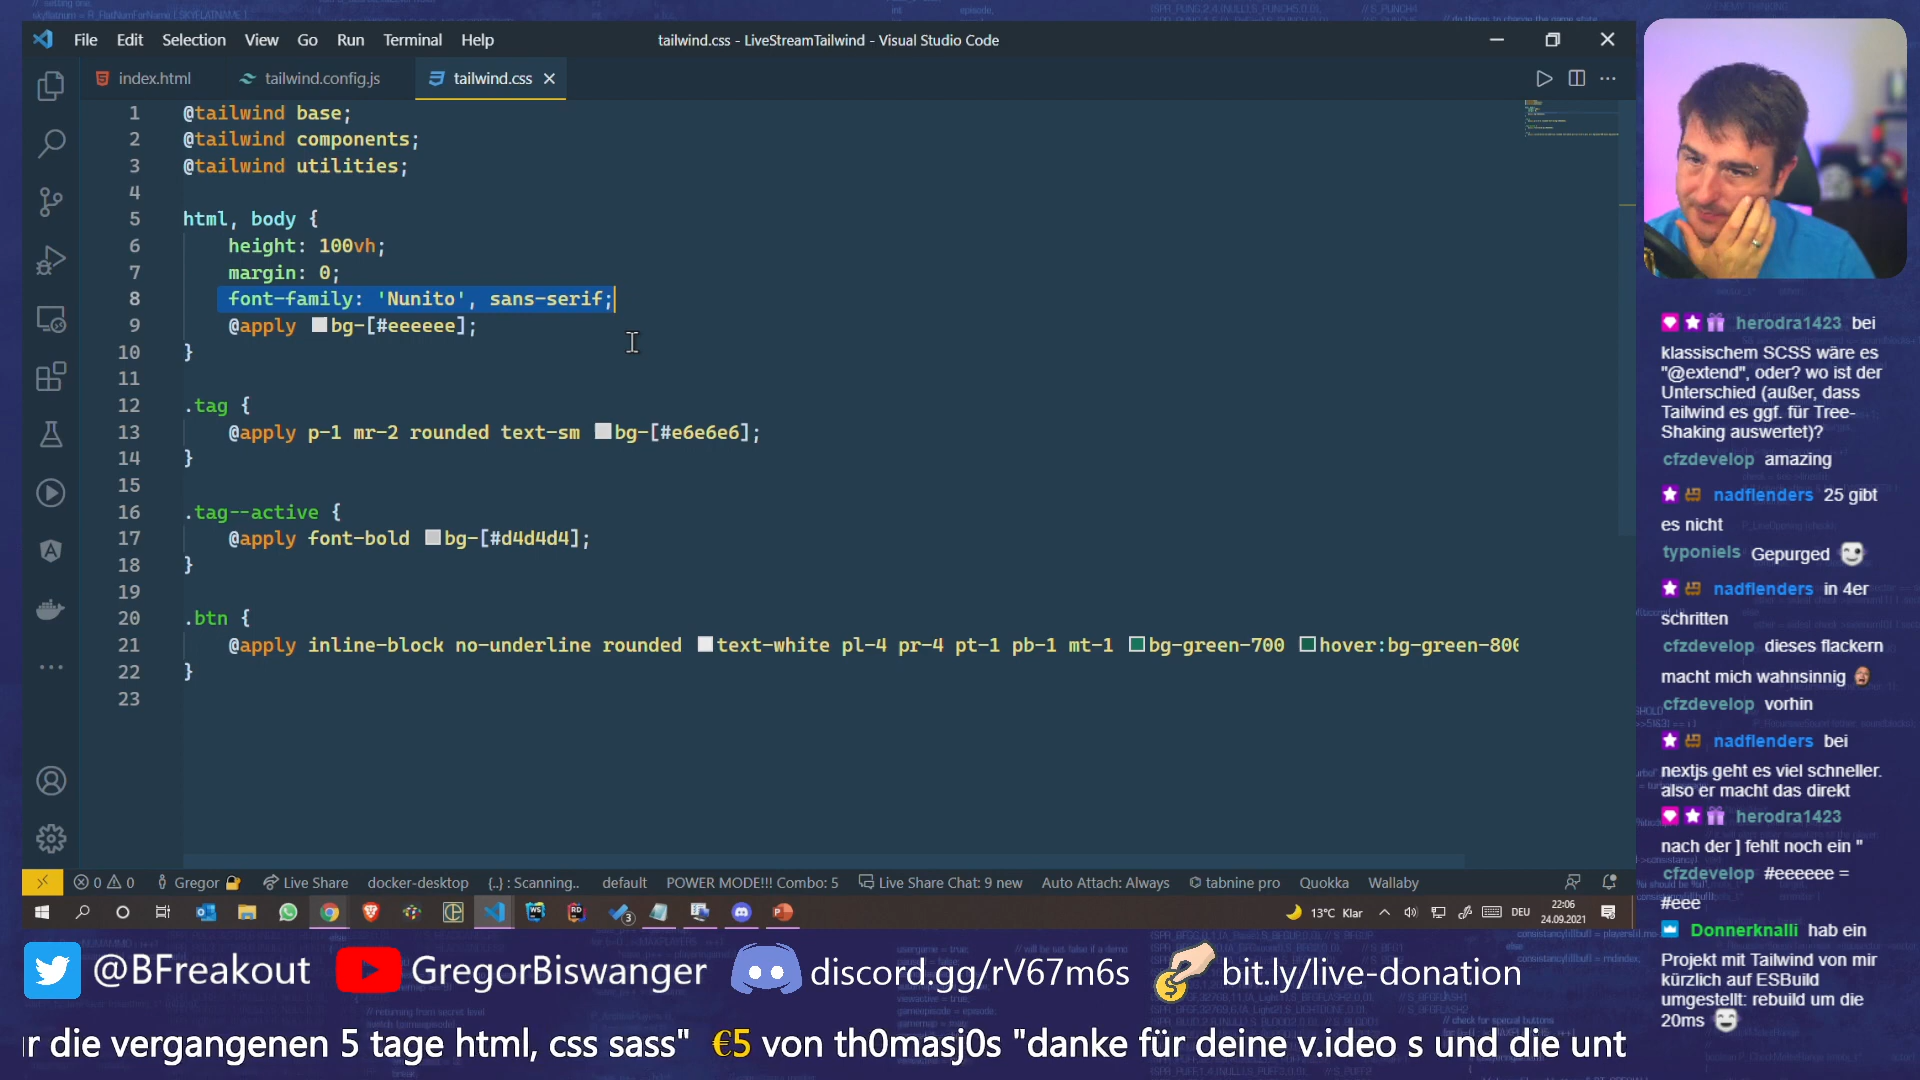 File Edit Selection View Go Run Terminal Help
tailwind.css - LiveStreamTailwind - Visual Studio Code
index.html tailwind.config.js tailwind.css
1 @tailwind base;
2 @tailwind components;
3 @tailwind utilities;
4
5 html, body {
6 height: 100vh;
7 margin: 0;
8 font-family: 'Nunito', sans-serif;
9 @apply bg-[#eeeeee];
10 }
11
12 .tag {
13 @apply p-1 mr-2 rounded text-sm bg-[#e6e6e6];
14 }
15
16 .tag--active {
17 @apply font-bold bg-[#d4d4d4];
18 }
19
20 .btn {
21 @apply inline-block no-underline rounded text-white pl-4 pr-4 pt-1 pb-1 mt-1 bg-green-700 hover:bg-green-800
22 }
23
0 0 Gregor Live Share docker-desktop {..} : Scanning.. default POWER MODE!!! Combo: 5 Live Share Chat: 9 new Auto Attach: Always tabnine pro Quokka Wallaby
3 13°C Klar DEU 22:06
24.09.2021
herodra1423 bei
klassischem SCSS wäre es
"@extend", oder? wo ist der
Unterschied (außer, dass
Tailwind es ggf. für Tree-
Shaking auswertet)?
cfzdevelop amazing
nadflenders 25 gibt
es nicht
typoniels Gepurged
nadflenders in 4er
schritten
cfzdevelop dieses flackern
macht mich wahnsinnig
cfzdevelop vorhin
nadflenders bei
nextjs geht es viel schneller.
also er macht das direkt
herodra1423
nach der ] fehlt noch ein "
cfzdevelop #eeeeee =
#eee
Donnerknalli hab ein
Projekt mit Tailwind von mir
kürzlich auf ESBuild
umgestellt: rebuild um die
20ms
@BFreakout GregorBiswanger discord.gg/rV67m6s bit.ly/live-donation
r die vergangenen 5 tage html, css sass" €5 von th0masj0s "danke für deine v.ideo s und die unt